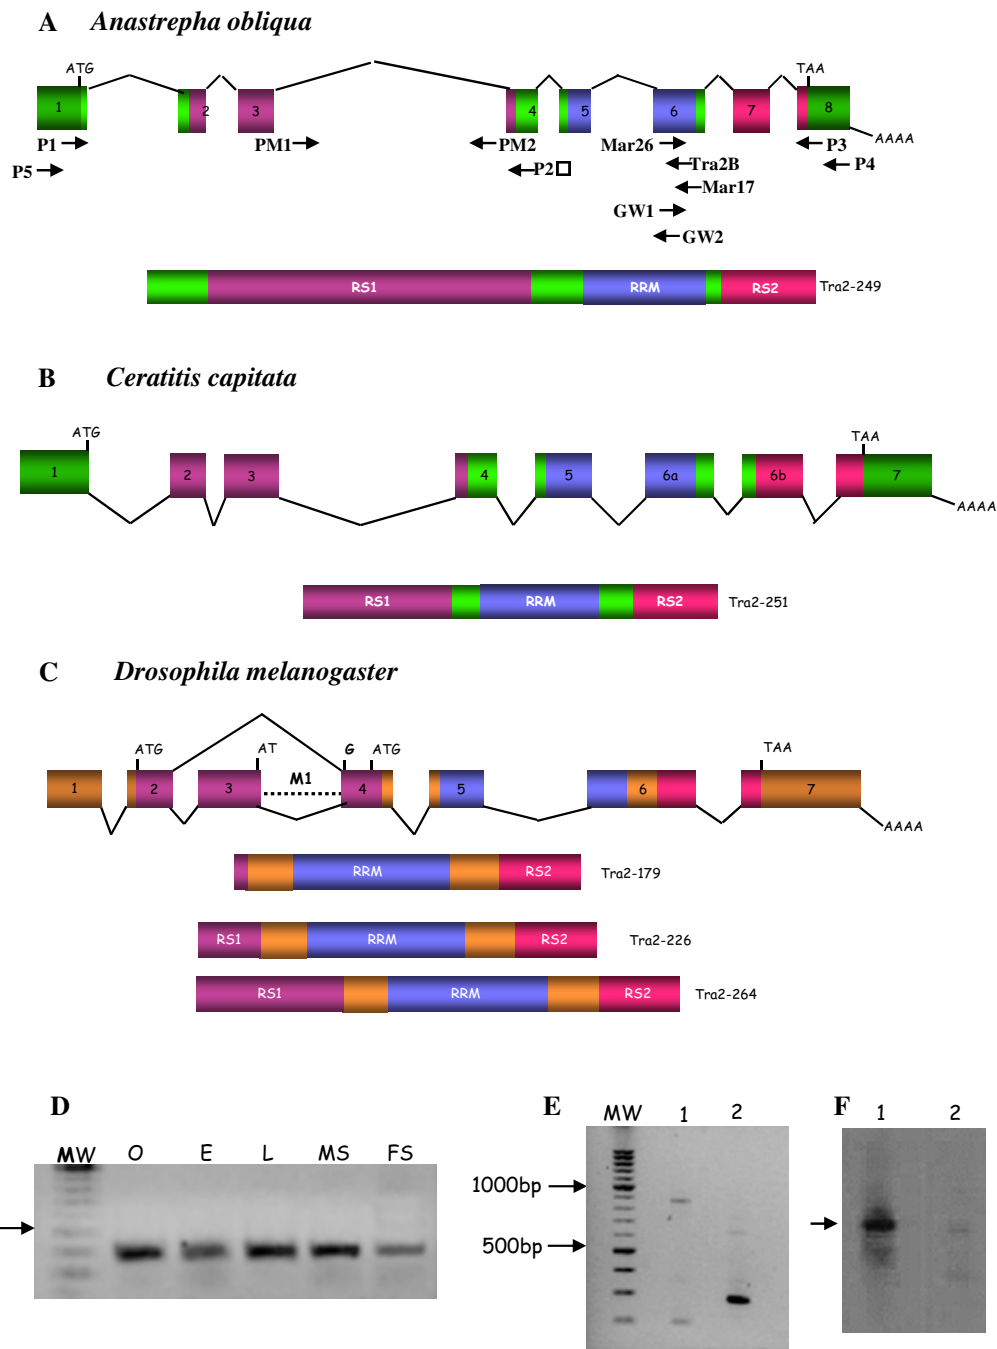 A Anastrepha obliqua
ATG
TAA
1 2 3 4 5 6 7 8
AAAA
P1 PM1 PM2 Mar26 P3
P5 P2 Tra2B P4
Mar17
GW1
GW2
RS1 RRM RS2 Tra2-249
B Ceratitis capitata
ATG
TAA
1 2 3 4 5 6a 6b 7
AAAA
RS1 RRM RS2 Tra2-251
C Drosophila melanogaster
ATG AT G ATG TAA
M1
1 2 3 4 5 6 7
AAAA
RRM RS2 Tra2-179
RS1 RRM RS2 Tra2-226
RS1 RRM RS2 Tra2-264
D
MW O E L MS FS
E
MW 1 2
1000bp
500bp
F
1 2